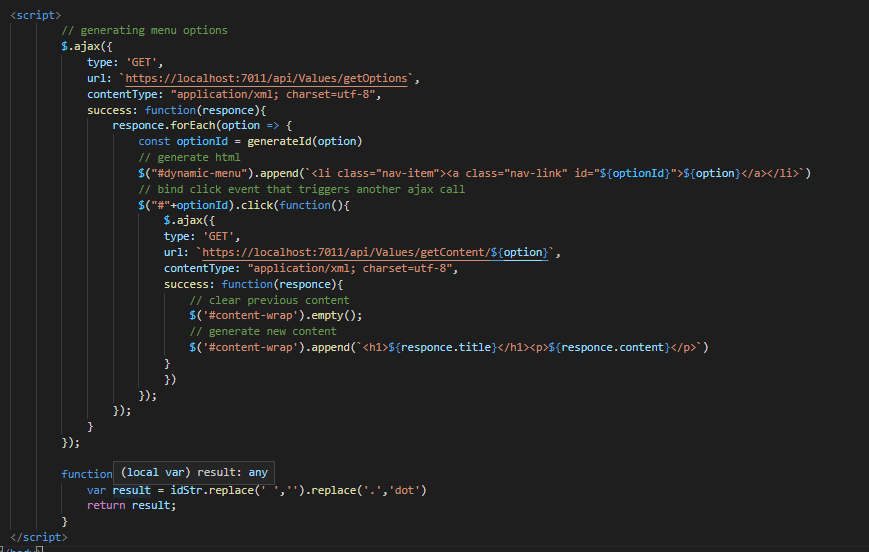 <script>
// generating menu options
$.ajax({
type: 'GET',
url: `https://localhost:7011/api/Values/getOptions`,
contentType: "application/xml; charset=utf-8",
success: function(responce){
responce.forEach(option => {
const optionId = generateId(option)
// generate html
$("#dynamic-menu").append(`<li class="nav-item"><a class="nav-link" id="${optionId}">${option}</a></li>`)
// bind click event that triggers another ajax call
$("#"+optionId).click(function(){
$.ajax({
type: 'GET',
url: `https://localhost:7011/api/Values/getContent/${option}`,
contentType: "application/xml; charset=utf-8",
success: function(responce){
// clear previous content
$('#content-wrap').empty();
// generate new content
$('#content-wrap').append(`<h1>${responce.title}</h1><p>${responce.content}</p>`)
}
})
});
});
}
});
function (local var) result: any
var result = idStr.replace(' ','').replace('.','dot')
return result;
}
</script>